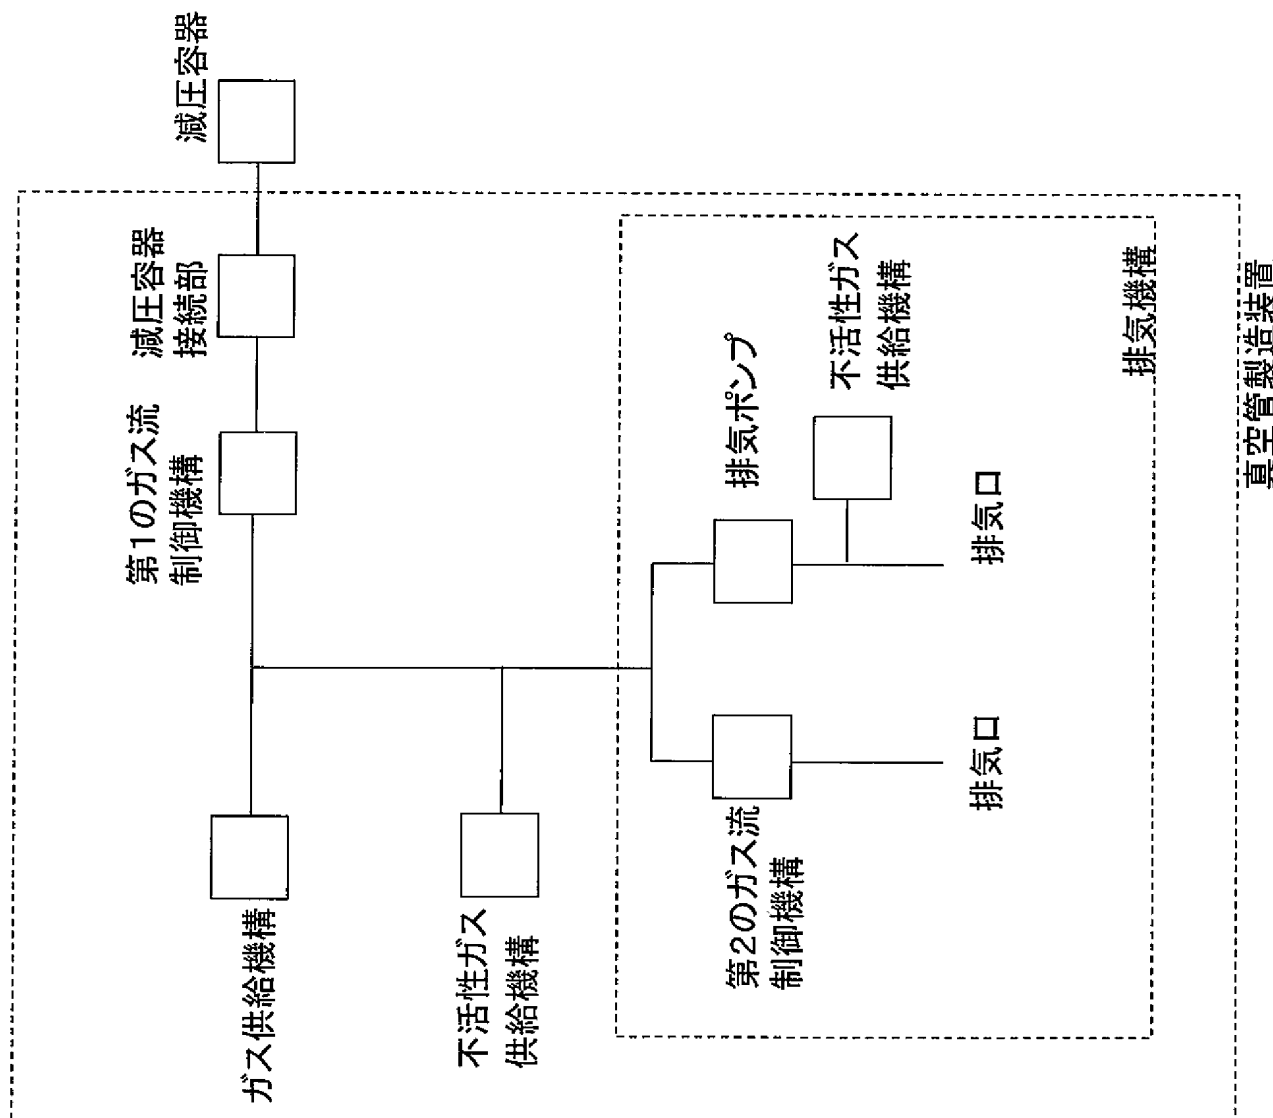 第1のガス流
制御機構
減圧容器
接続部
減圧容器
ガス供給機構
不活性ガス
供給機構
第2のガス流
制御機構
排気ポンプ
不活性ガス
供給機構
排気口
排気口
排気機構
真空管製造装置